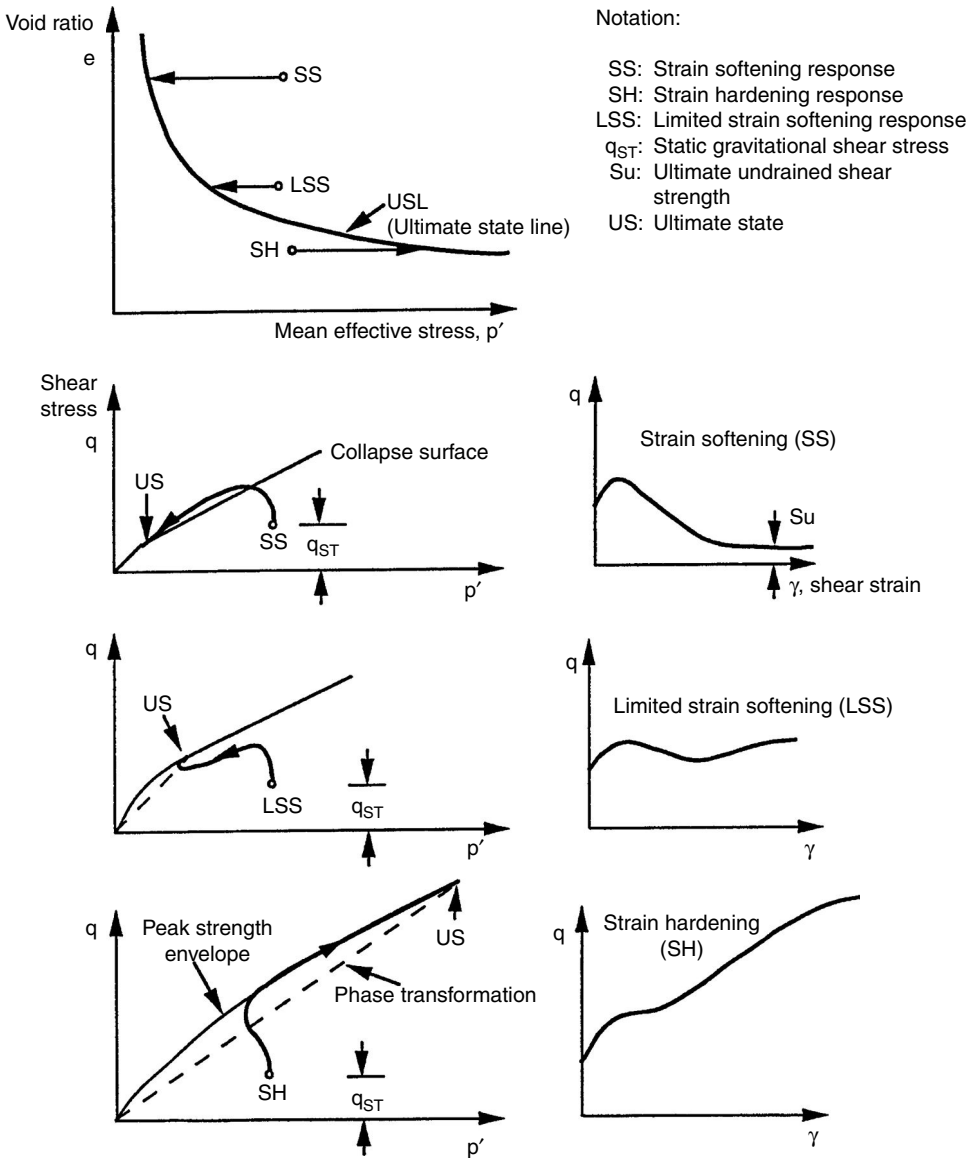 Void ratio
e
SS
LSS
USL
(Ultimate state line)
SH
Mean effective stress, p′
Notation:
SS: Strain softening response
SH: Strain hardening response
LSS: Limited strain softening response
qST: Static gravitational shear stress
Su: Ultimate undrained shear
strength
US: Ultimate state
Shear
stress
q
Collapse surface
US
SS
qST
p′
q
Strain softening (SS)
Su
γ, shear strain
q
US
LSS
qST
p′
q
Limited strain softening (LSS)
γ
q
Peak strength
envelope
US
Phase transformation
SH
qST
p′
q
Strain hardening
(SH)
γ